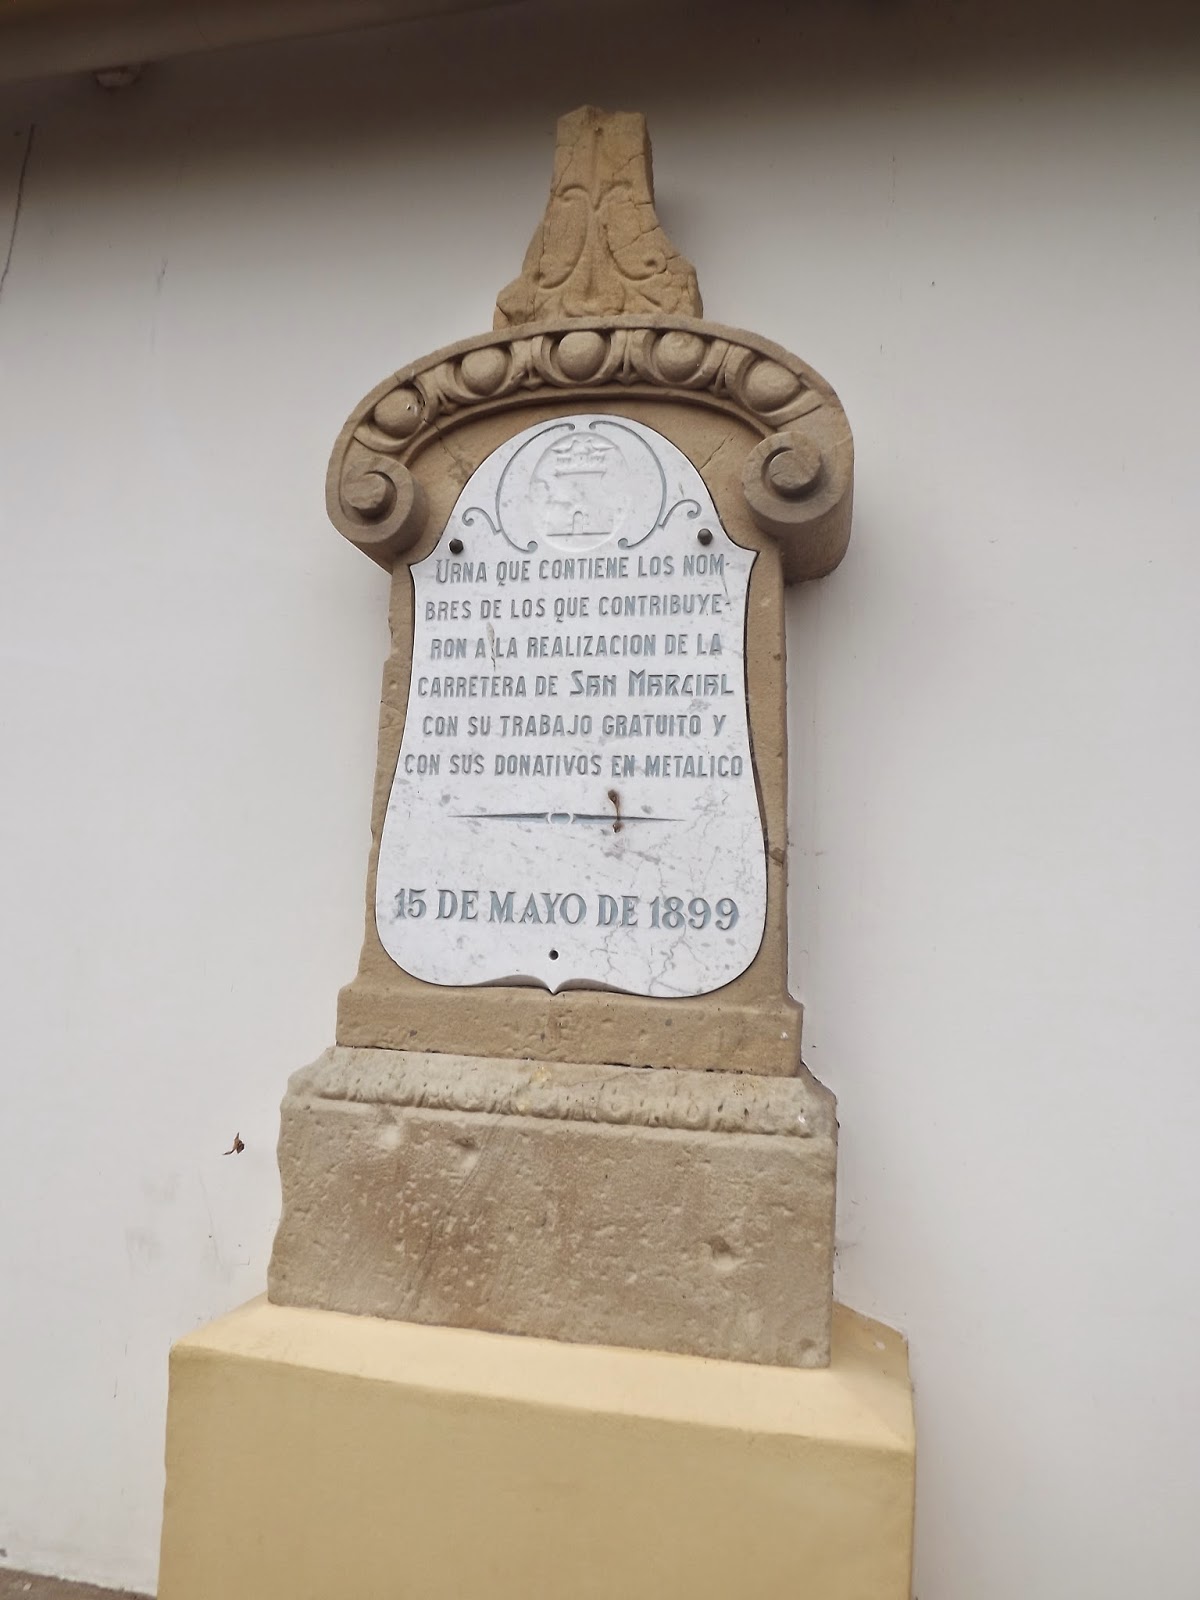 URNA QUE CONTIENE LOS NOM-
BRES DE LOS QUE CONTRIBUYE-
RON A LA REALIZACION DE LA
CARRETERA DE SAN MARCIAL
CON SU TRABAJO GRATUITO Y
CON SUS DONATIVOS EN METALICO
15 DE MAYO DE 1899